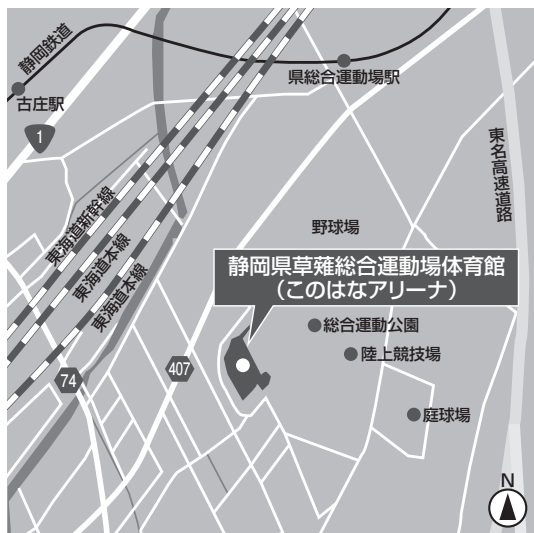 静岡鉄道
県総合運動場駅
古庄駅
1
東名高速道路
東海道新幹線
東海道本線
東海道本線
野球場
静岡県草薙総合運動場体育館
(このはなアリーナ)
総合運動公園
陸上競技場
407
74
庭球場
N